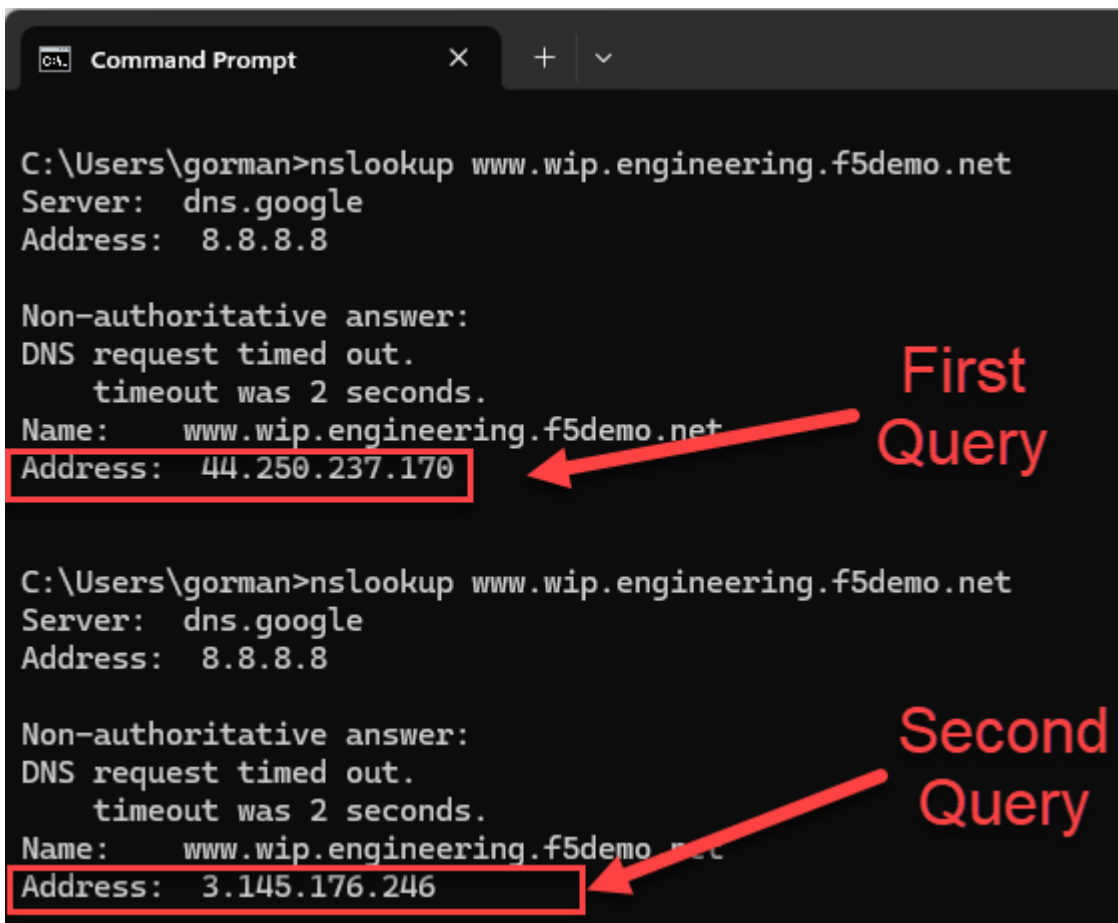 Command Prompt
C:\Users\gorman>nslookup www.wip.engineering.f5demo.net
Server:  dns.google
Address:  8.8.8.8
Non-authoritative answer:
DNS request timed out.
    timeout was 2 seconds.
Name:    www.wip.engineering.f5demo.net
Address:  44.250.237.170
First
Query
C:\Users\gorman>nslookup www.wip.engineering.f5demo.net
Server:  dns.google
Address:  8.8.8.8
Non-authoritative answer:
DNS request timed out.
    timeout was 2 seconds.
Name:    www.wip.engineering.f5demo.net
Address:  3.145.176.246
Second
Query